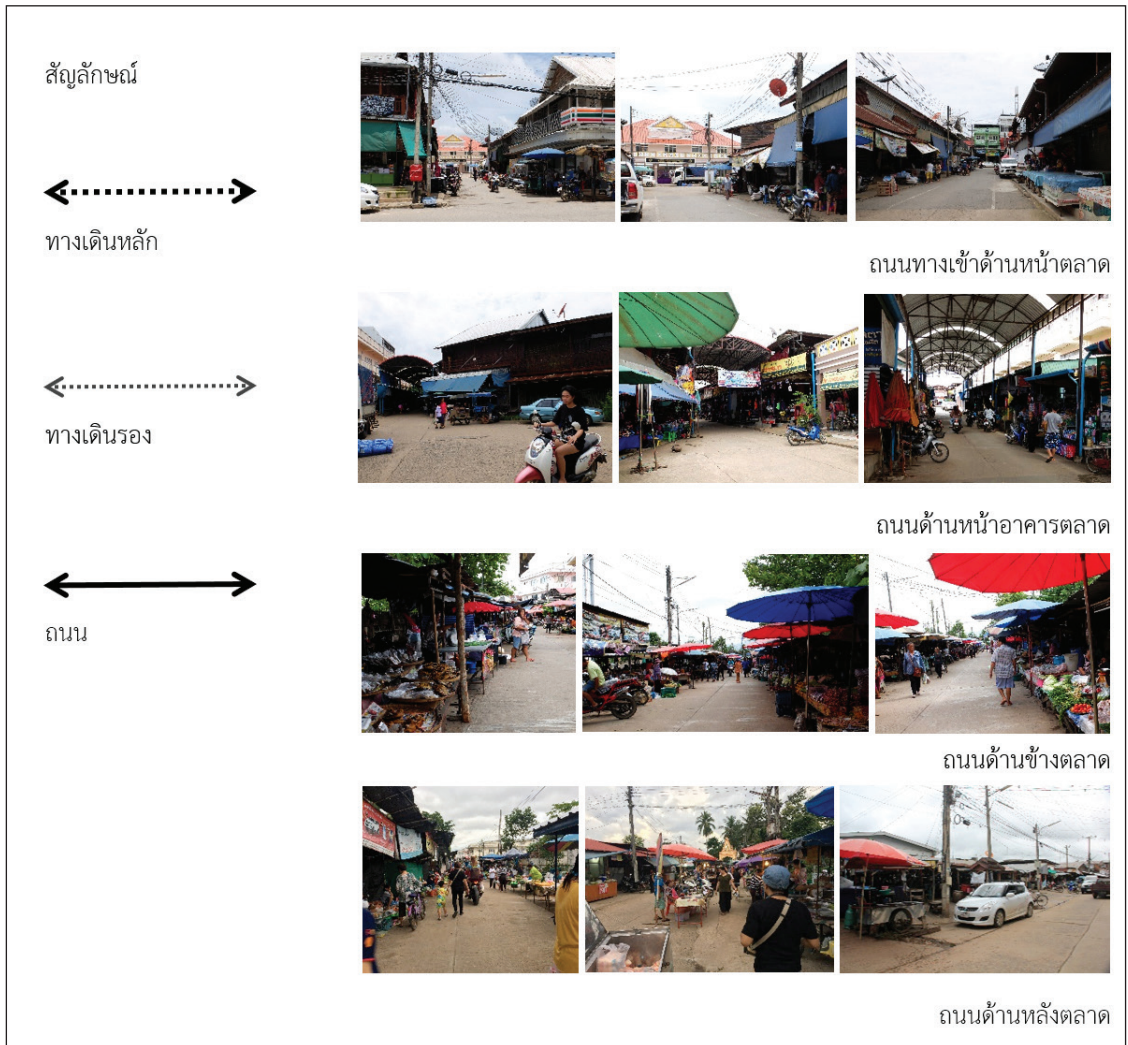 สัญลักษณ์
ทางเดินหลัก
ถนนทางเข้าด้านหน้าตลาด
ทางเดินรอง
ถนนด้านหน้าอาคารตลาด
ถนน
ถนนด้านข้างตลาด
ถนนด้านหลังตลาด